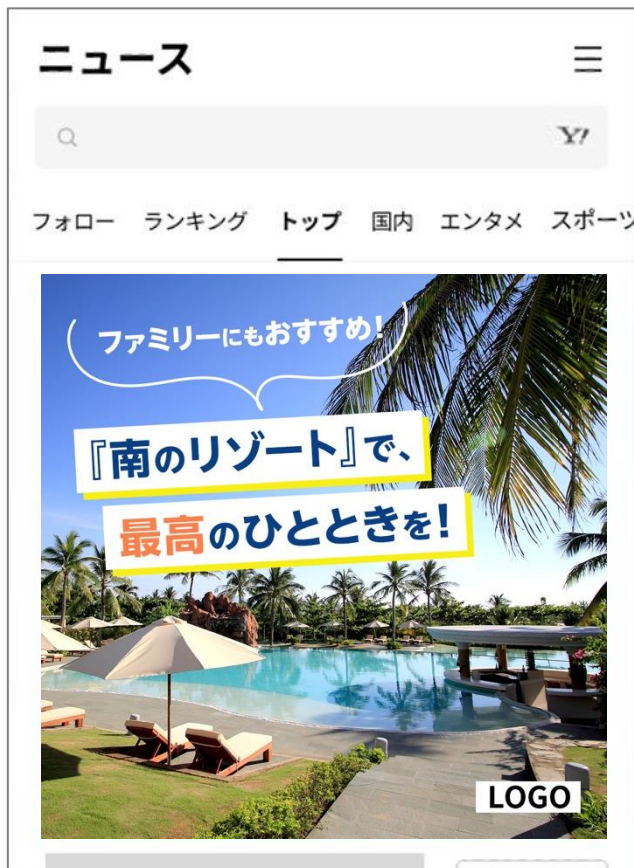 ニュース
Y!
フォロー ランキング トップ 国内 エンタメ スポーツ
ファミリーにもおすすめ!
『南のリゾート』で、
最高のひとときを!
LOGO